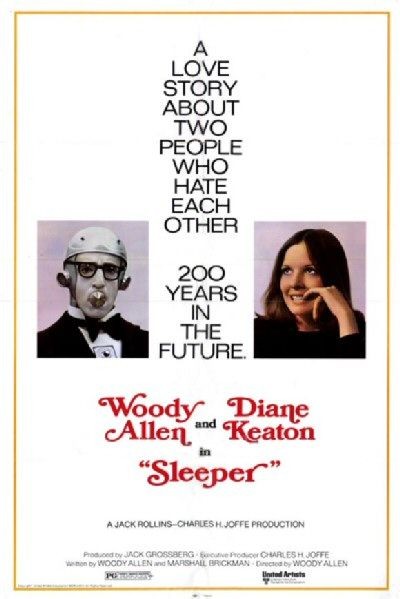 A
LOVE
STORY
ABOUT
TWO
PEOPLE
WHO
HATE
EACH
OTHER
200
YEARS
IN
THE
FUTURE.
Woody Allen and Diane Keaton
in
“Sleeper”
A JACK ROLLINS—CHARLES H. JOFFE PRODUCTION
Produced by JACK GROSSBERG · Executive Producer CHARLES H. JOFFE
Written by WOODY ALLEN and MARSHALL BRICKMAN · Directed by WOODY ALLEN
PG
United Artists